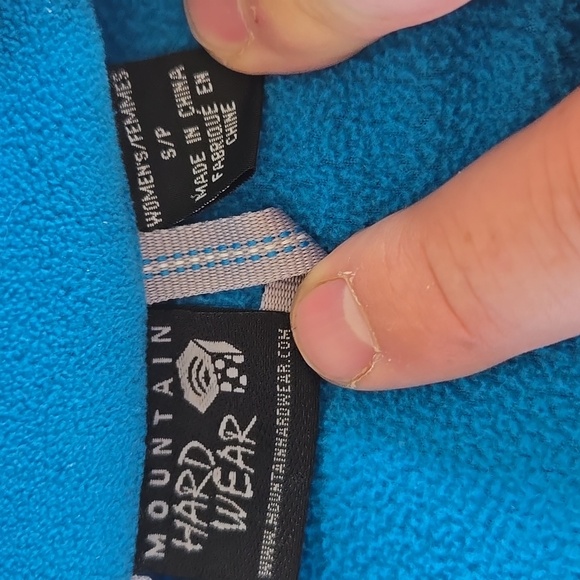 WOMEN'S/FEMMES
S/P
MADE IN CHINA
FABRIQUÉ EN
CHINE
MOUNTAIN
HARD
WEAR
WWW.MOUNTAINHARDWEAR.COM